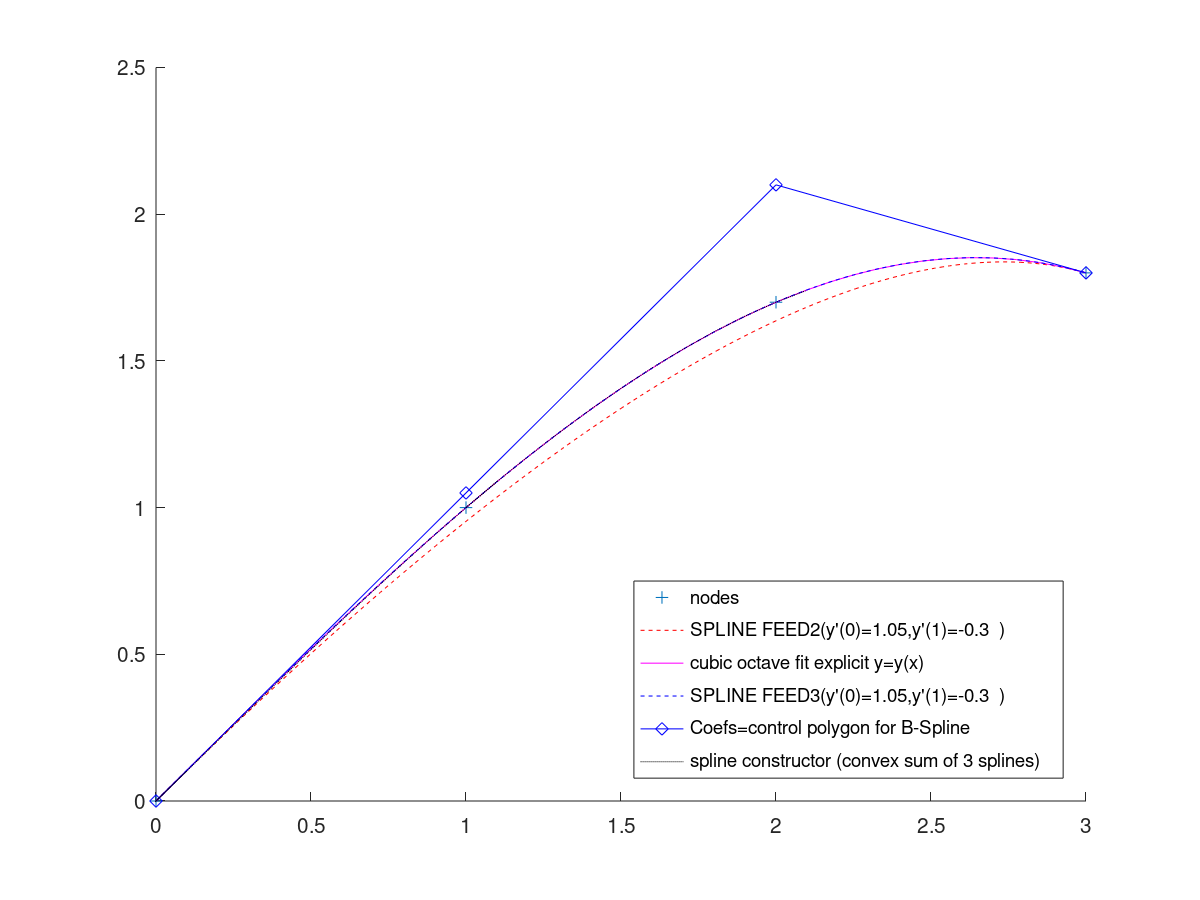 2.5
2
1.5
1
0.5
0
0
0.5
1
1.5
2
2.5
3
nodes
SPLINE FEED2(y'(0)=1.05,y'(1)=-0.3  )
cubic octave fit explicit y=y(x)
SPLINE FEED3(y'(0)=1.05,y'(1)=-0.3  )
Coefs=control polygon for B-Spline
spline constructor (convex sum of 3 splines)